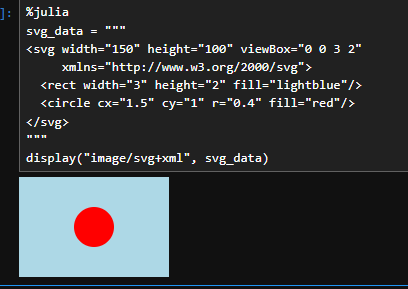 ]:
%julia
svg_data = """
<svg width="150" height="100" viewBox="0 0 3 2"
     xmlns="http://www.w3.org/2000/svg">
  <rect width="3" height="2" fill="lightblue"/>
  <circle cx="1.5" cy="1" r="0.4" fill="red"/>
</svg>
"""
display("image/svg+xml", svg_data)